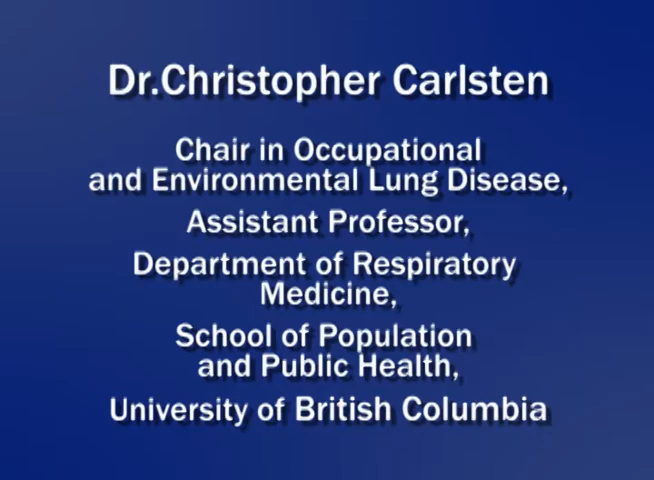 Dr.Christopher Carlsten
Chair in Occupational
and Environmental Lung Disease,
Assistant Professor,
Department of Respiratory
Medicine,
School of Population
and Public Health,
University of British Columbia